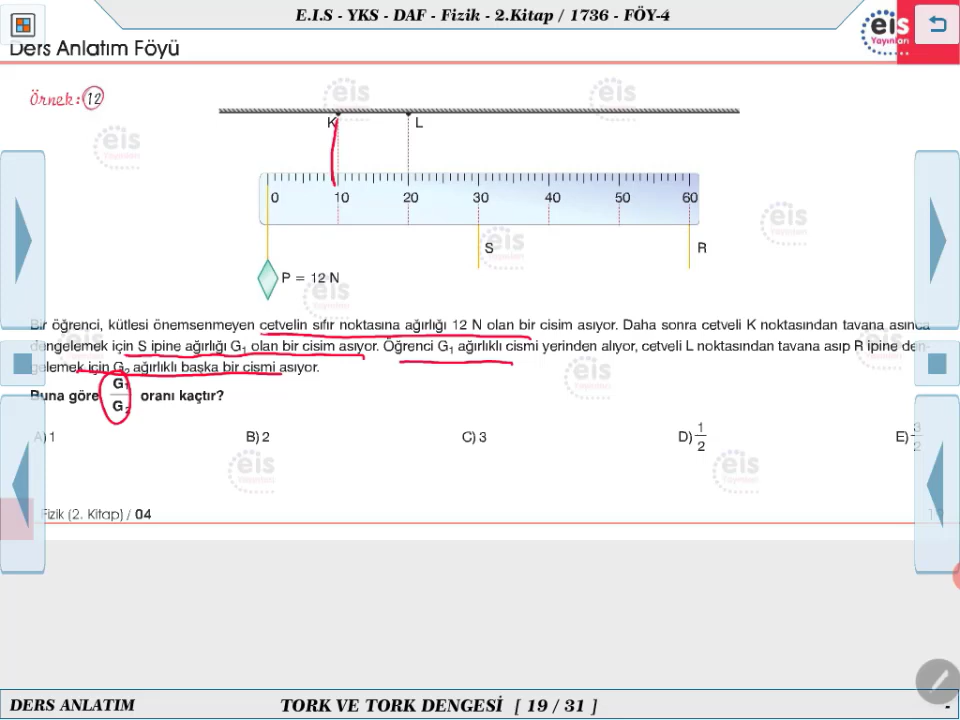 E.I.S - YKS - DAF - Fizik - 2.Kitap / 1736 - FÖY-4
eis
Yayınları
Ders Anlatım Föyü
Örnek: 12
K L
0 10 20 30 40 50 60
S R
P = 12 N
Bir öğrenci, kütlesi önemsenmeyen cetvelin sıfır noktasına ağırlığı 12 N olan bir cisim asıyor. Daha sonra cetveli K noktasından tavana asınca
dengelemek için S ipine ağırlığı G₁ olan bir cisim asıyor. Öğrenci G₁ ağırlıklı cismi yerinden alıyor, cetveli L noktasından tavana asıp R ipine den-
gelemek için G₂ ağırlıklı başka bir cismi asıyor.
Buna göre G₁/G₂ oranı kaçtır?
A) 1 B) 2 C) 3 D) 1/2 E) 3/2
Fizik (2. Kitap) / 04
DERS ANLATIM TORK VE TORK DENGESİ [ 19 / 31 ] -